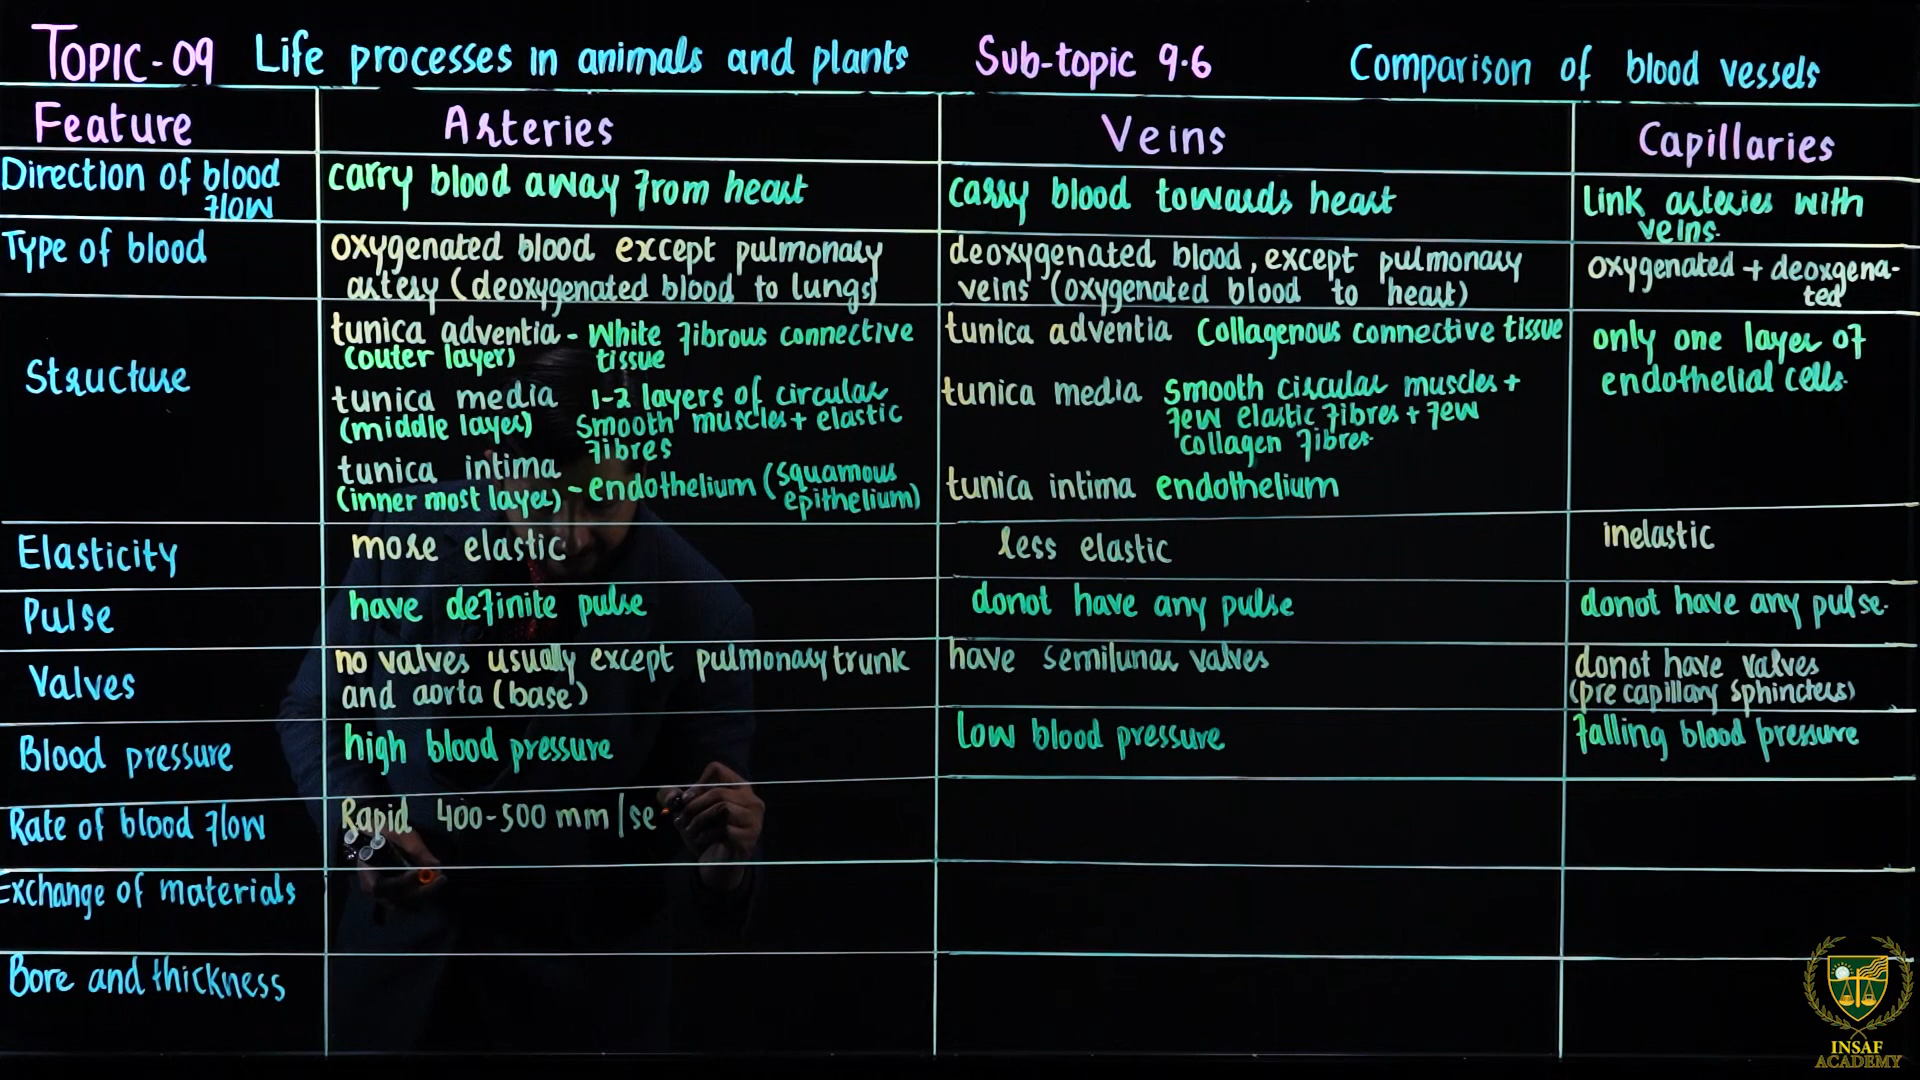 TOPIC-09 Life processes in animals and plants Sub-topic 9.6 Comparison of blood vessels
Feature Arteries Veins Capillaries
Direction of blood flow
carry blood away from heart
carry blood towards heart
Link arteries with
veins.
Type of blood
oxygenated blood except pulmonary
artery (deoxygenated blood to lungs)
deoxygenated blood, except pulmonary
veins (oxygenated blood to heart)
oxygenated + deoxgena-
ted
Structure
tunica adventia - White fibrous connective
(outer layer) tissue
tunica media 1-2 layers of circular
(middle layer) Smooth muscles + elastic
fibres
tunica intima
(inner most layer) - endothelium (squamous
epithelium)
tunica adventia Collagenous connective tissue
tunica media Smooth circular muscles +
few elastic fibres + few
collagen fibres.
tunica intima endothelium
only one layer of
endothelial cells.
Elasticity
more elastic
less elastic
inelastic
Pulse
have definite pulse
donot have any pulse
donot have any pulse.
Valves
no valves usually except pulmonary trunk
and aorta (base)
have semilunar valves
donot have valves
(pre capillary sphincters)
Blood pressure
high blood pressure
Low blood pressure
falling blood pressure
Rate of blood flow
Rapid 400-500 mm/se
Exchange of materials
Bore and thickness
INSAF
ACADEMY